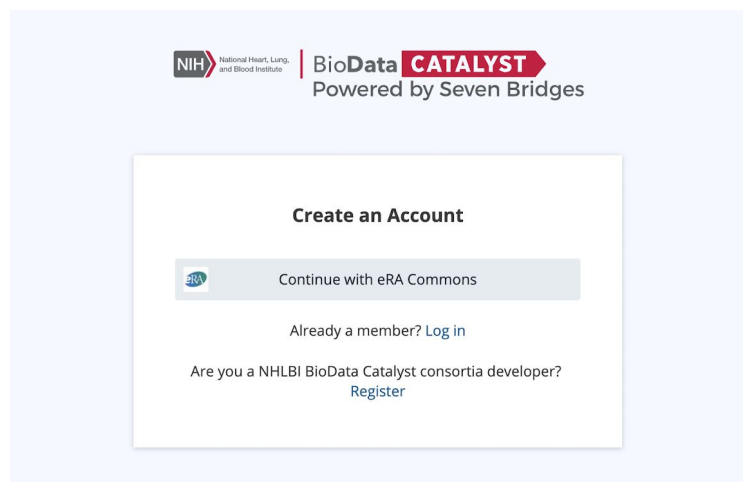 NIH National Heart, Lung,
and Blood Institute
BioData CATALYST
Powered by Seven Bridges
Create an Account
eRA Continue with eRA Commons
Already a member? Log in
Are you a NHLBI BioData Catalyst consortia developer?
Register